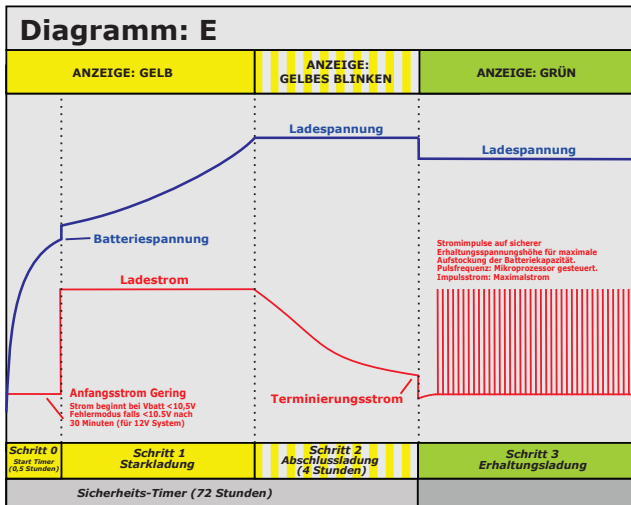 Diagramm: E
ANZEIGE: GELB
ANZEIGE:
GELBES BLINKEN
ANZEIGE: GRÜN
Ladespannung
Ladespannung
Batteriespannung
Ladestrom
Stromimpulse auf sicherer
Erhaltungsspannungshöhe für maximale
Aufstockung der Batteriekapazität.
Pulsfrequenz: Mikroprozessor gesteuert.
Impulsstrom: Maximalstrom
Anfangsstrom Gering
Strom beginnt bei Vbatt <10,5V
Fehlermodus falls <10.5V nach
30 Minuten (für 12V System)
Terminierungsstrom
Schritt 0
Start Timer
(0,5 Stunden)
Schritt 1
Starkladung
Schritt 2
Abschlussladung
(4 Stunden)
Schritt 3
Erhaltungsladung
Sicherheits-Timer (72 Stunden)